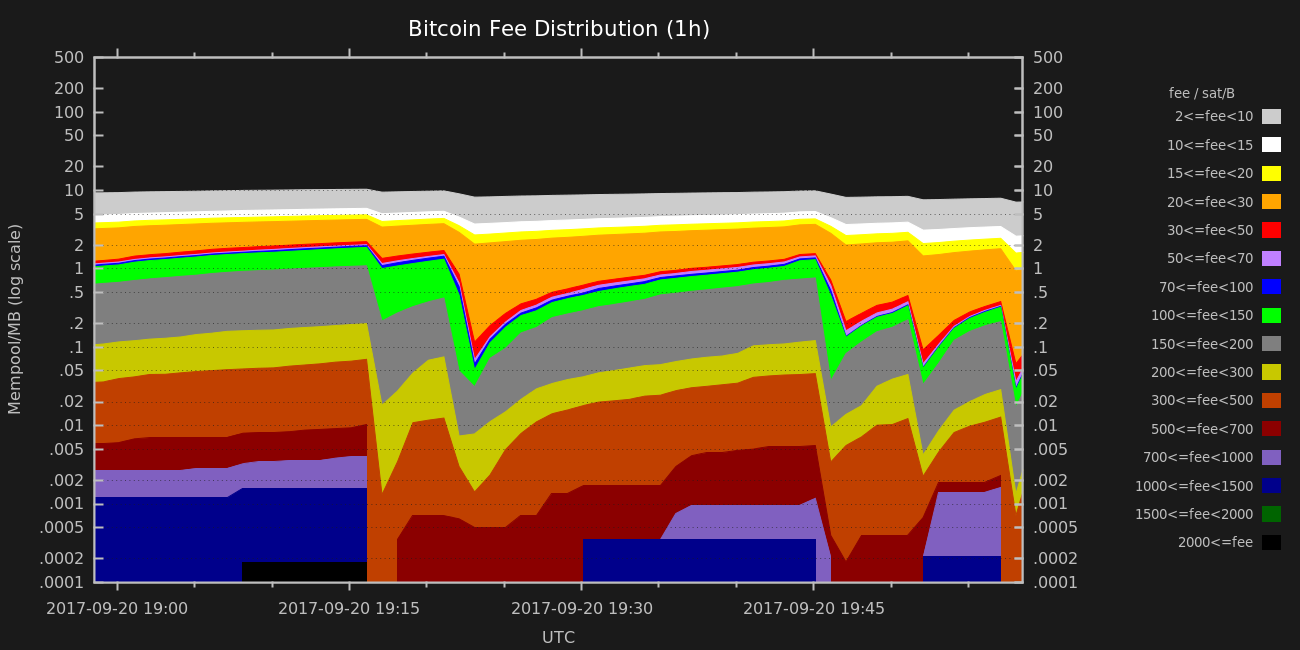 Bitcoin Fee Distribution (1h)
Mempool/MB (log scale)
500
200
100
50
20
10
5
2
1
.5
.2
.1
.05
.02
.01
.005
.002
.001
.0005
.0002
.0001
500
200
100
50
20
10
5
2
1
.5
.2
.1
.05
.02
.01
.005
.002
.001
.0005
.0002
.0001
2017-09-20 19:00
2017-09-20 19:15
2017-09-20 19:30
2017-09-20 19:45
UTC
fee / sat/B
2<=fee<10
10<=fee<15
15<=fee<20
20<=fee<30
30<=fee<50
50<=fee<70
70<=fee<100
100<=fee<150
150<=fee<200
200<=fee<300
300<=fee<500
500<=fee<700
700<=fee<1000
1000<=fee<1500
1500<=fee<2000
2000<=fee